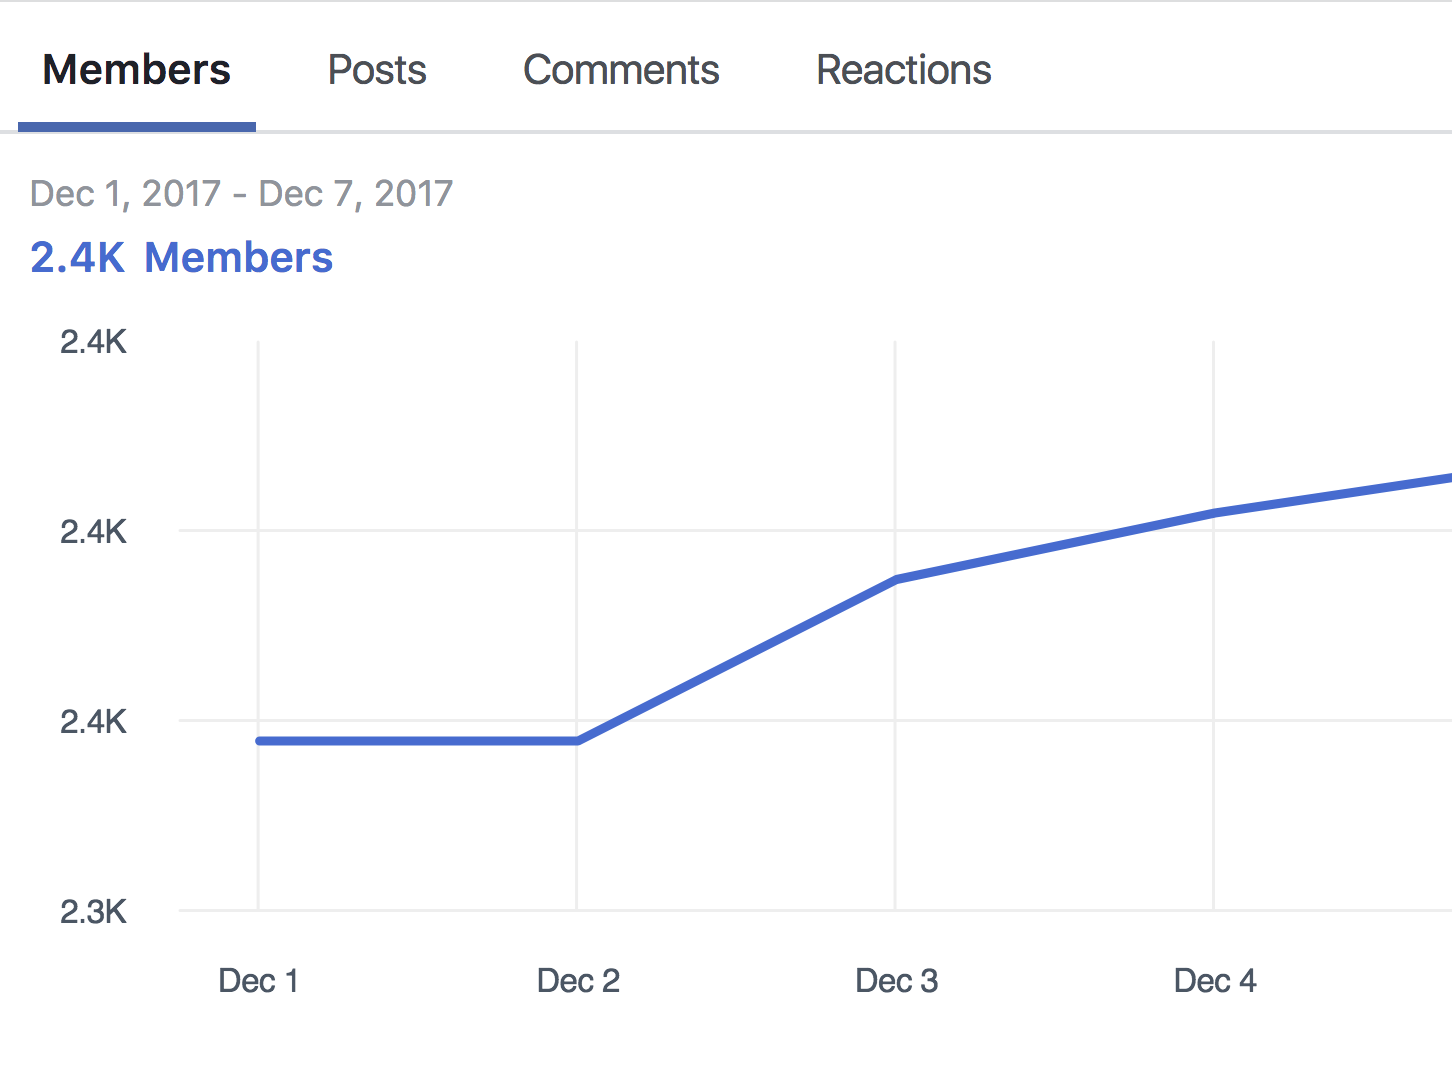 Members Posts Comments Reactions
Dec 1, 2017 - Dec 7, 2017
2.4K Members
2.4K
2.4K
2.4K
2.3K
Dec 1 Dec 2 Dec 3 Dec 4